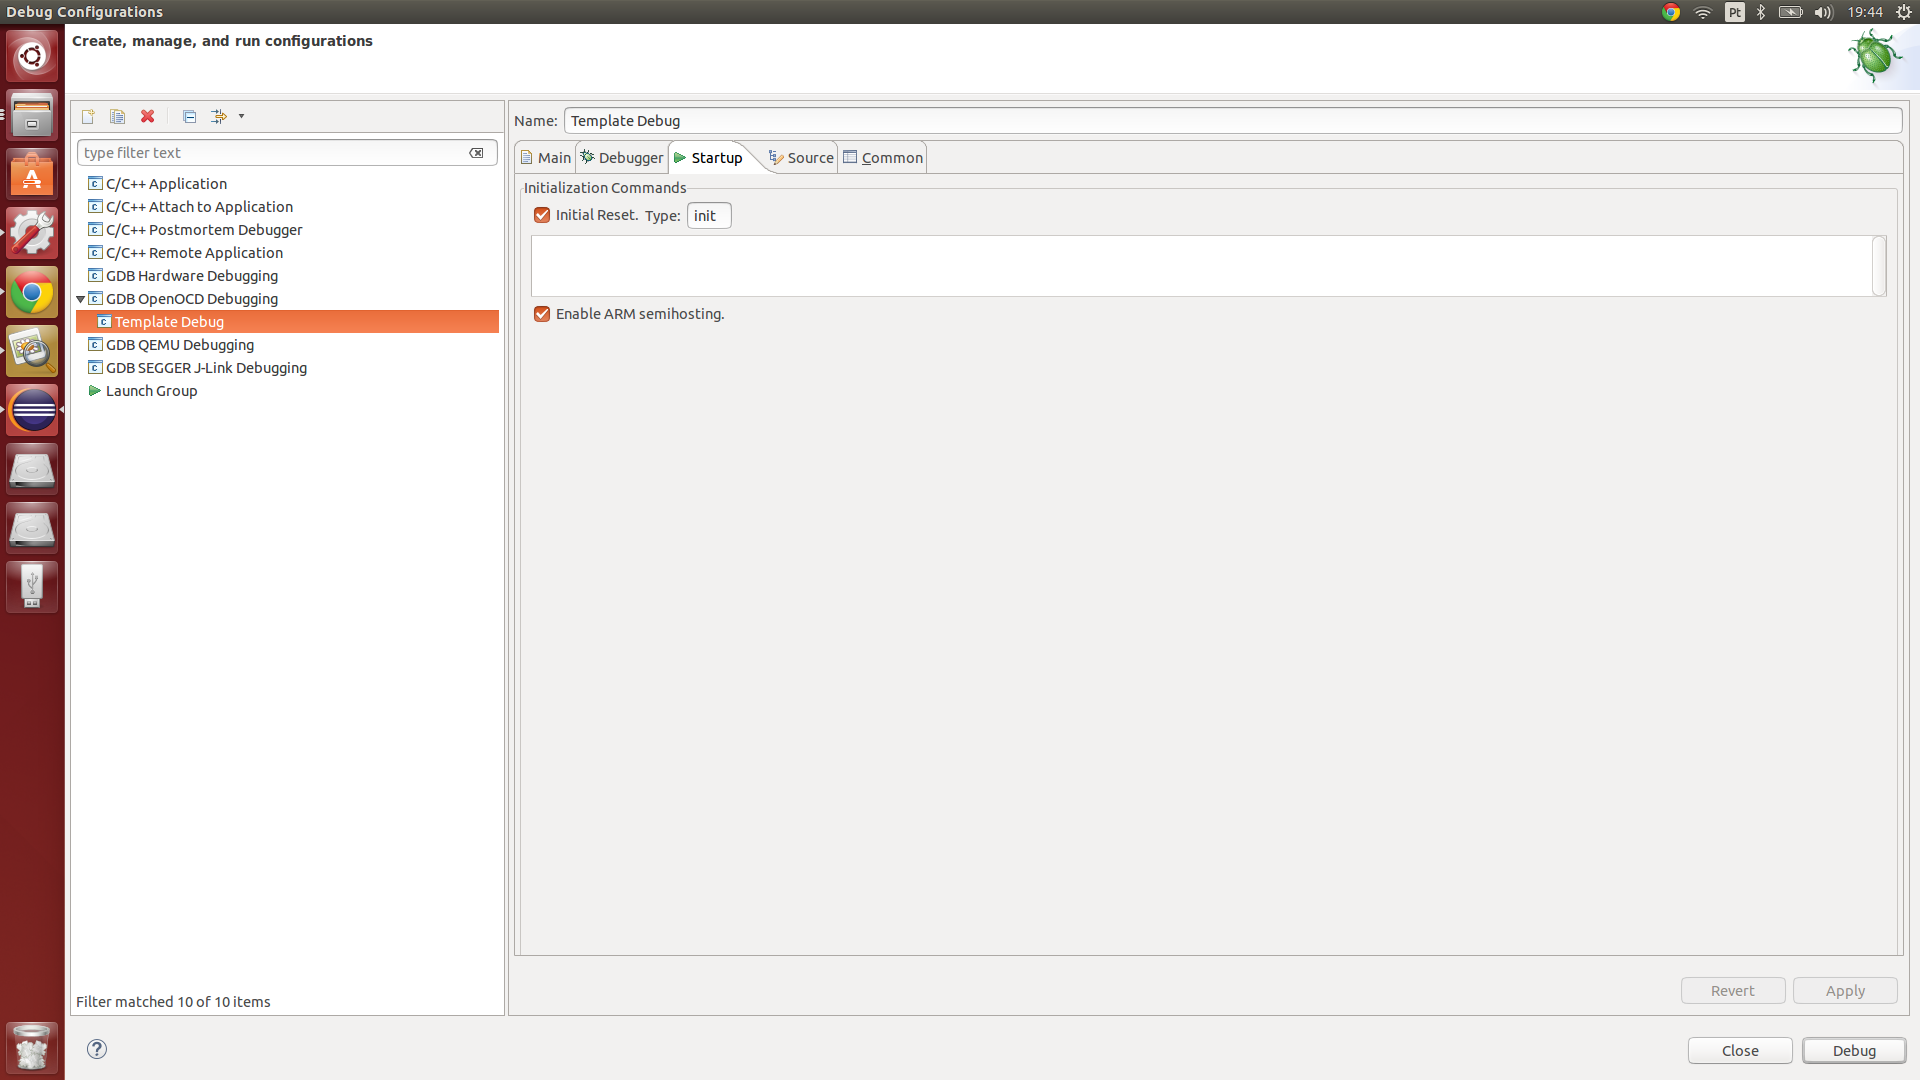 Debug Configurations
Pt
19:44
Create, manage, and run configurations
type filter text
C/C++ Application
C/C++ Attach to Application
C/C++ Postmortem Debugger
C/C++ Remote Application
GDB Hardware Debugging
GDB OpenOCD Debugging
Template Debug
GDB QEMU Debugging
GDB SEGGER J-Link Debugging
Launch Group
Filter matched 10 of 10 items
Name: Template Debug
Main Debugger Startup Source Common
Initialization Commands
Initial Reset. Type: init
Enable ARM semihosting.
Revert Apply
Close Debug